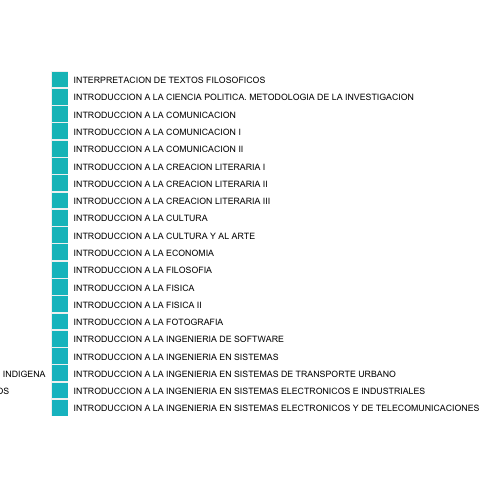 INTERPRETACION DE TEXTOS FILOSOFICOS
INTRODUCCION A LA CIENCIA POLITICA. METODOLOGIA DE LA INVESTIGACION
INTRODUCCION A LA COMUNICACION
INTRODUCCION A LA COMUNICACION I
INTRODUCCION A LA COMUNICACION II
INTRODUCCION A LA CREACION LITERARIA I
INTRODUCCION A LA CREACION LITERARIA II
INTRODUCCION A LA CREACION LITERARIA III
INTRODUCCION A LA CULTURA
INTRODUCCION A LA CULTURA Y AL ARTE
INTRODUCCION A LA ECONOMIA
INTRODUCCION A LA FILOSOFIA
INTRODUCCION A LA FISICA
INTRODUCCION A LA FISICA II
INTRODUCCION A LA FOTOGRAFIA
INTRODUCCION A LA INGENIERIA DE SOFTWARE
INTRODUCCION A LA INGENIERIA EN SISTEMAS
INDIGENA INTRODUCCION A LA INGENIERIA EN SISTEMAS DE TRANSPORTE URBANO
OS INTRODUCCION A LA INGENIERIA EN SISTEMAS ELECTRONICOS E INDUSTRIALES
INTRODUCCION A LA INGENIERIA EN SISTEMAS ELECTRONICOS Y DE TELECOMUNICACIONES